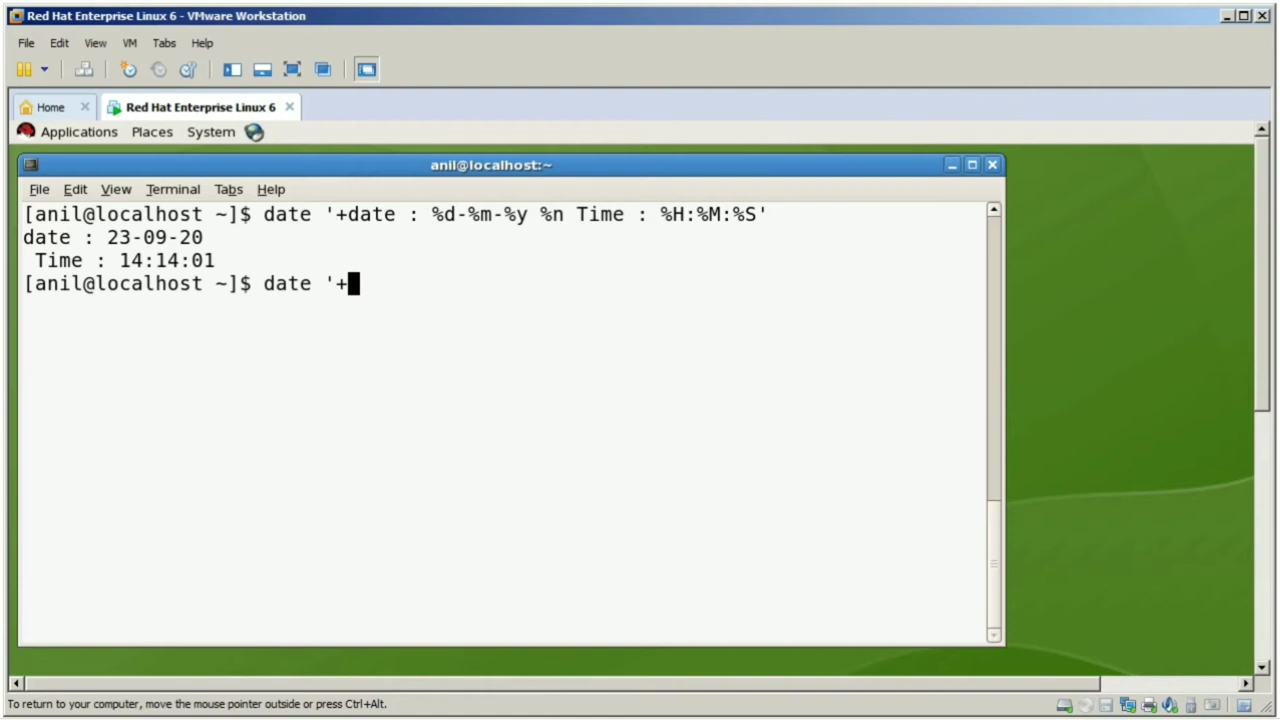 Red Hat Enterprise Linux 6 - VMware Workstation
File Edit View VM Tabs Help
Home Red Hat Enterprise Linux 6
Applications Places System
anil@localhost:~
File Edit View Terminal Tabs Help
[anil@localhost ~]$ date '+date : %d-%m-%y %n Time : %H:%M:%S'
date : 23-09-20
Time : 14:14:01
[anil@localhost ~]$ date '+
To return to your computer, move the mouse pointer outside or press Ctrl+Alt.